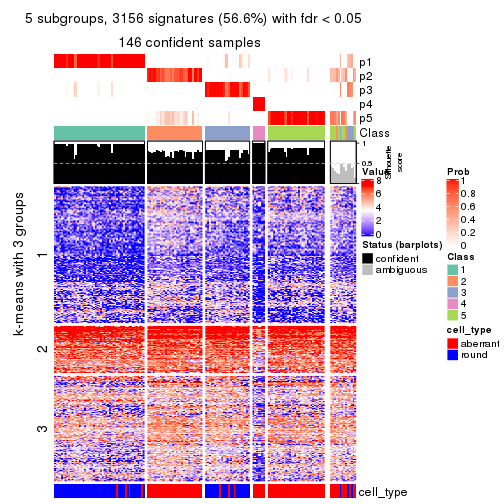 5 subgroups, 3156 signatures (56.6%) with fdr < 0.05
146 confident samples
p1
p2
p3
p4
p5
Class
1
0.5
0
Silhouette
score
k-means with 3 groups
1
2
3
cell_type
Value
8
6
4
2
0
Status (barplots)
confident
ambiguous
Prob
1
0.8
0.6
0.4
0.2
0
Class
1
2
3
4
5
cell_type
aberrant
round